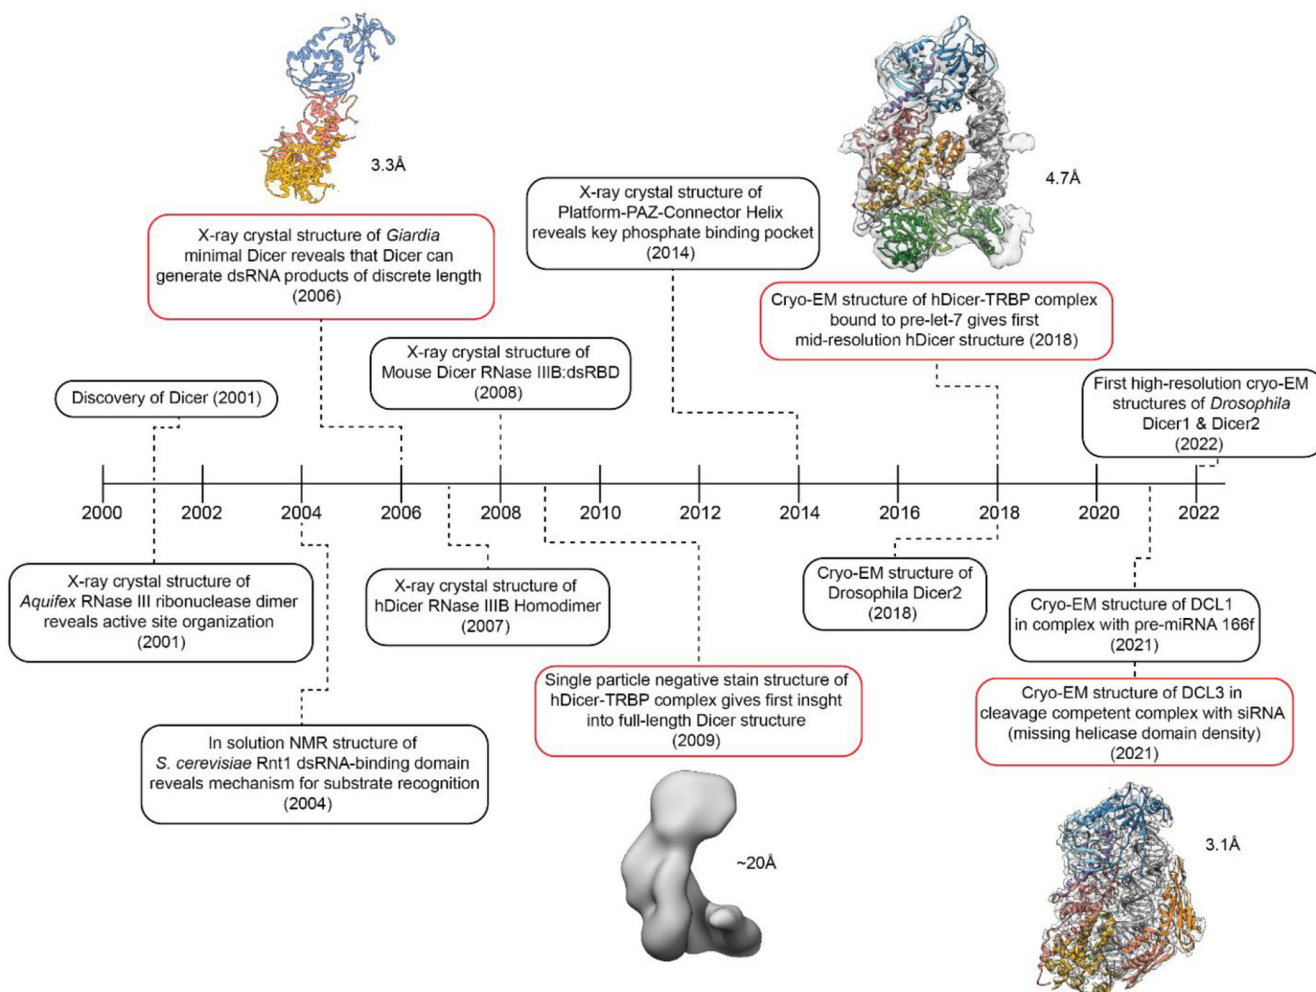 3.3Å
4.7Å
X-ray crystal structure of
Platform-PAZ-Connector Helix
reveals key phosphate binding pocket
(2014)
X-ray crystal structure of Giardia
minimal Dicer reveals that Dicer can
generate dsRNA products of discrete length
(2006)
Cryo-EM structure of hDicer-TRBP complex
bound to pre-let-7 gives first
mid-resolution hDicer structure (2018)
X-ray crystal structure of
Mouse Dicer RNase IIIB:dsRBD
(2008)
Discovery of Dicer (2001)
First high-resolution cryo-EM
structures of Drosophila
Dicer1 & Dicer2
(2022)
2000 2002 2004 2006 2008 2010 2012 2014 2016 2018 2020 2022
X-ray crystal structure of
Aquifex RNase III ribonuclease dimer
reveals active site organization
(2001)
X-ray crystal structure of
hDicer RNase IIIB Homodimer
(2007)
Cryo-EM structure of
Drosophila Dicer2
(2018)
Cryo-EM structure of DCL1
in complex with pre-miRNA 166f
(2021)
Single particle negative stain structure of
hDicer-TRBP complex gives first insght
into full-length Dicer structure
(2009)
Cryo-EM structure of DCL3 in
cleavage competent complex with siRNA
(missing helicase domain density)
(2021)
In solution NMR structure of
S. cerevisiae Rnt1 dsRNA-binding domain
reveals mechanism for substrate recognition
(2004)
~20Å
3.1Å